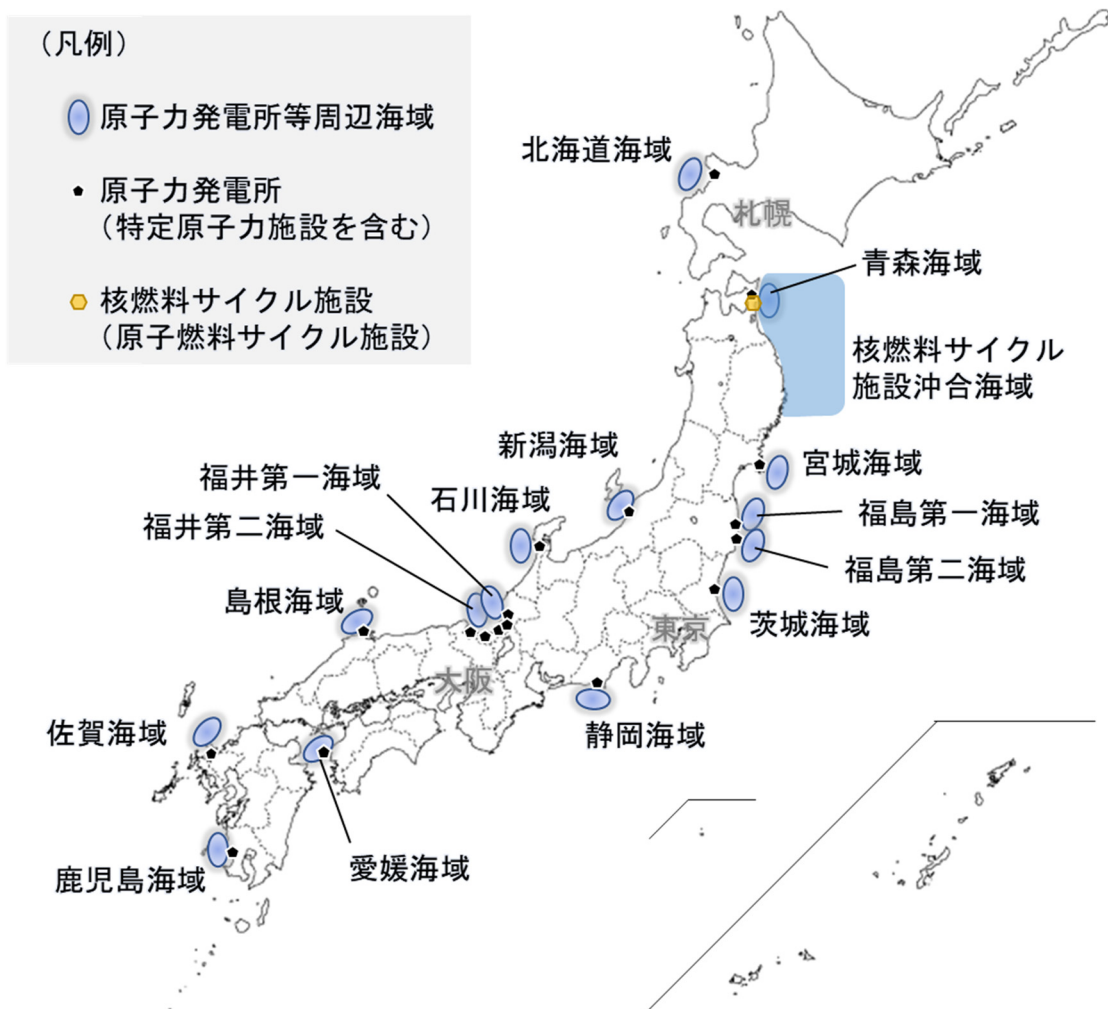 （凡例）
原子力発電所等周辺海域
原子力発電所
（特定原子力施設を含む）
核燃料サイクル施設
（原子燃料サイクル施設）
北海道海域
札幌
青森海域
核燃料サイクル
施設沖合海域
新潟海域
宮城海域
福井第一海域
石川海域
福島第一海域
福井第二海域
福島第二海域
島根海域
茨城海域
東京
大阪
佐賀海域
静岡海域
愛媛海域
鹿児島海域